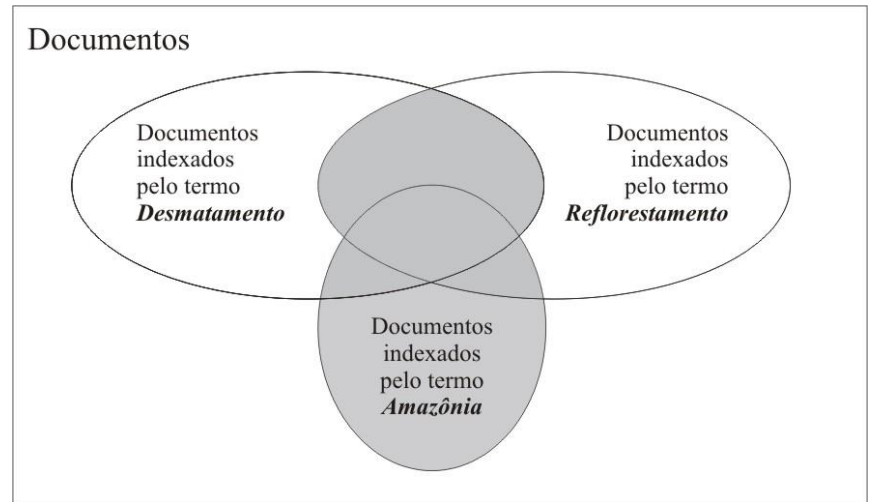 Documentos
Documentos
indexados
pelo termo
Desmatamento
Documentos
indexados
pelo termo
Reflorestamento
Documentos
indexados
pelo termo
Amazônia